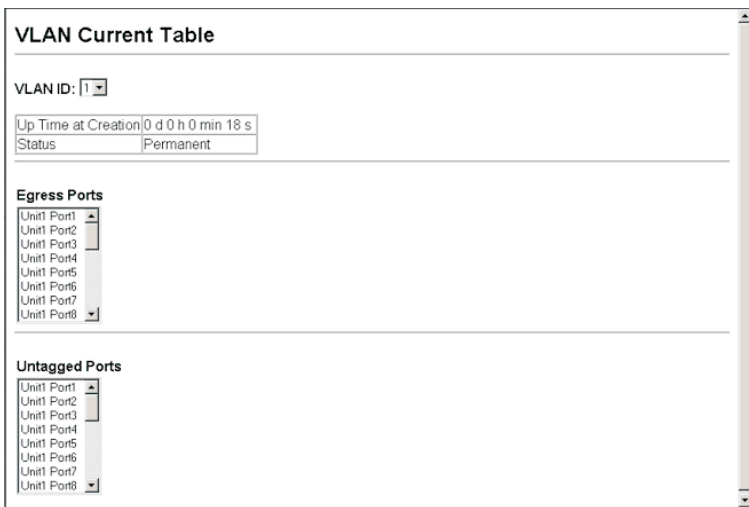 VLAN Current Table
VLAN ID: 1
Up Time at Creation 0 d 0 h 0 min 18 s
Status Permanent
Egress Ports
Unit1 Port1
Unit1 Port2
Unit1 Port3
Unit1 Port4
Unit1 Port5
Unit1 Port6
Unit1 Port7
Unit1 Port8
Untagged Ports
Unit1 Port1
Unit1 Port2
Unit1 Port3
Unit1 Port4
Unit1 Port5
Unit1 Port6
Unit1 Port7
Unit1 Port8